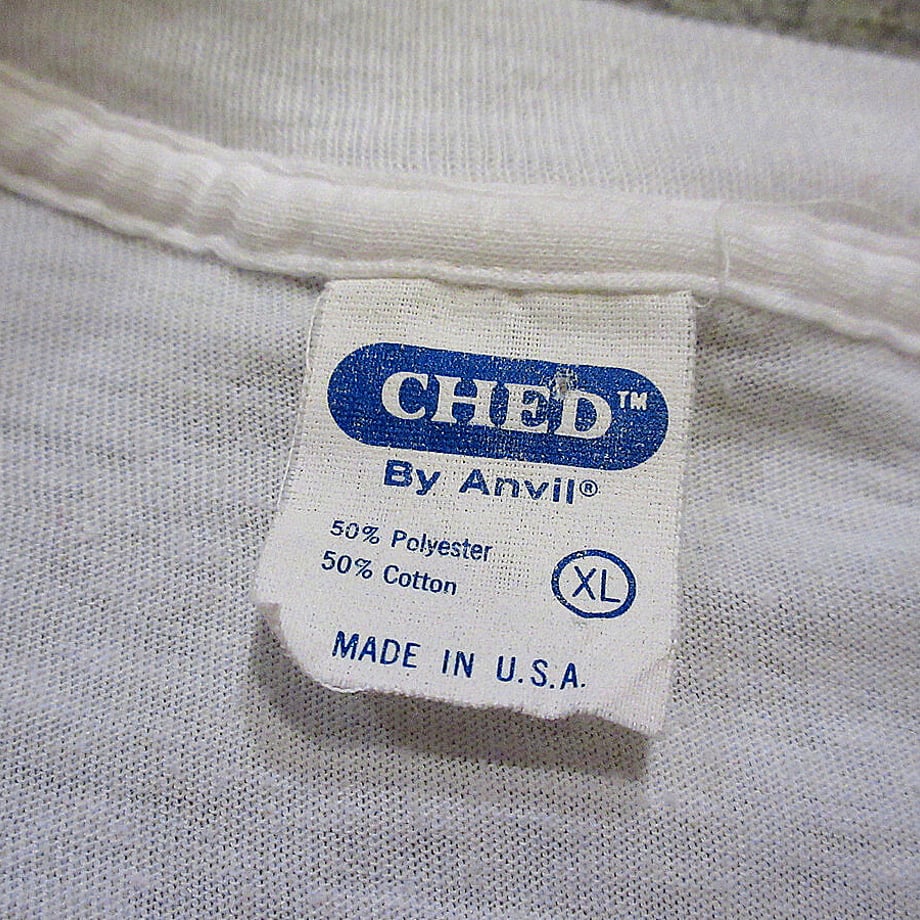 CHED™
By Anvil®
50% Polyester
50% Cotton
XL
MADE IN U.S.A.